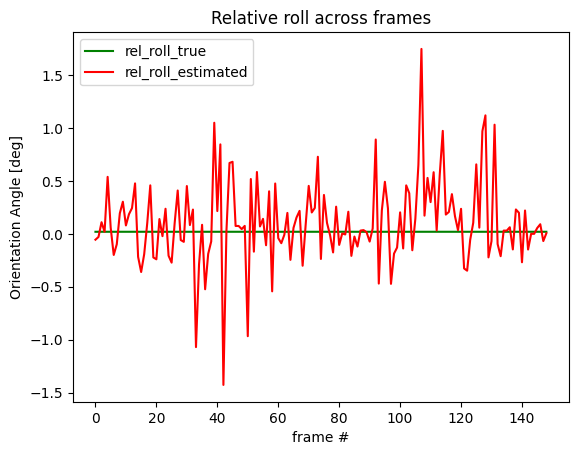 Relative roll across frames
rel_roll_true
rel_roll_estimated
Orientation Angle [deg]
1.5
1.0
0.5
0.0
−0.5
−1.0
−1.5
0 20 40 60 80 100 120 140
frame #